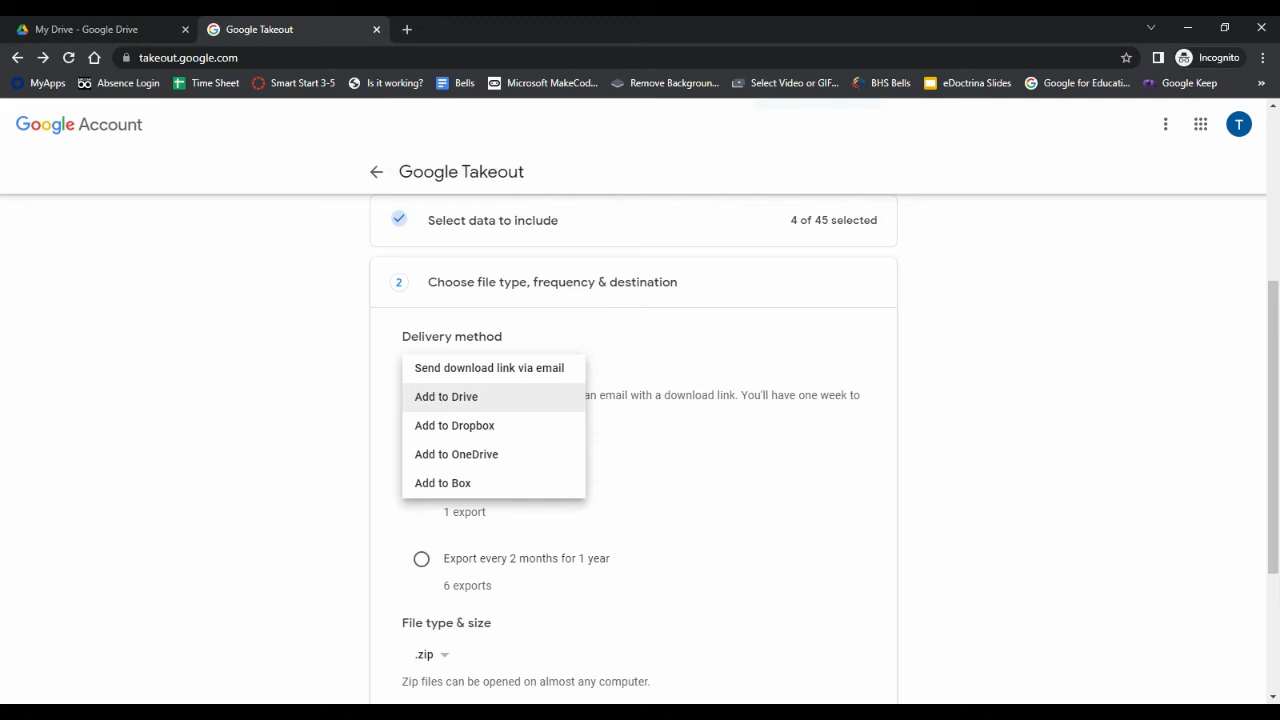 My Drive - Google Drive
Google Takeout
takeout.google.com
Incognito
MyApps
Absence Login
Time Sheet
Smart Start 3-5
Is it working?
Bells
Microsoft MakeCod...
Remove Backgroun...
Select Video or GIF...
BHS Bells
eDoctrina Slides
Google for Educati...
Google Keep
»
Google Account
T
Google Takeout
Select data to include
4 of 45 selected
2
Choose file type, frequency & destination
Delivery method
Send download link via email
an email with a download link. You'll have one week to
Add to Drive
Add to Dropbox
Add to OneDrive
Add to Box
1 export
Export every 2 months for 1 year
6 exports
File type & size
.zip
Zip files can be opened on almost any computer.